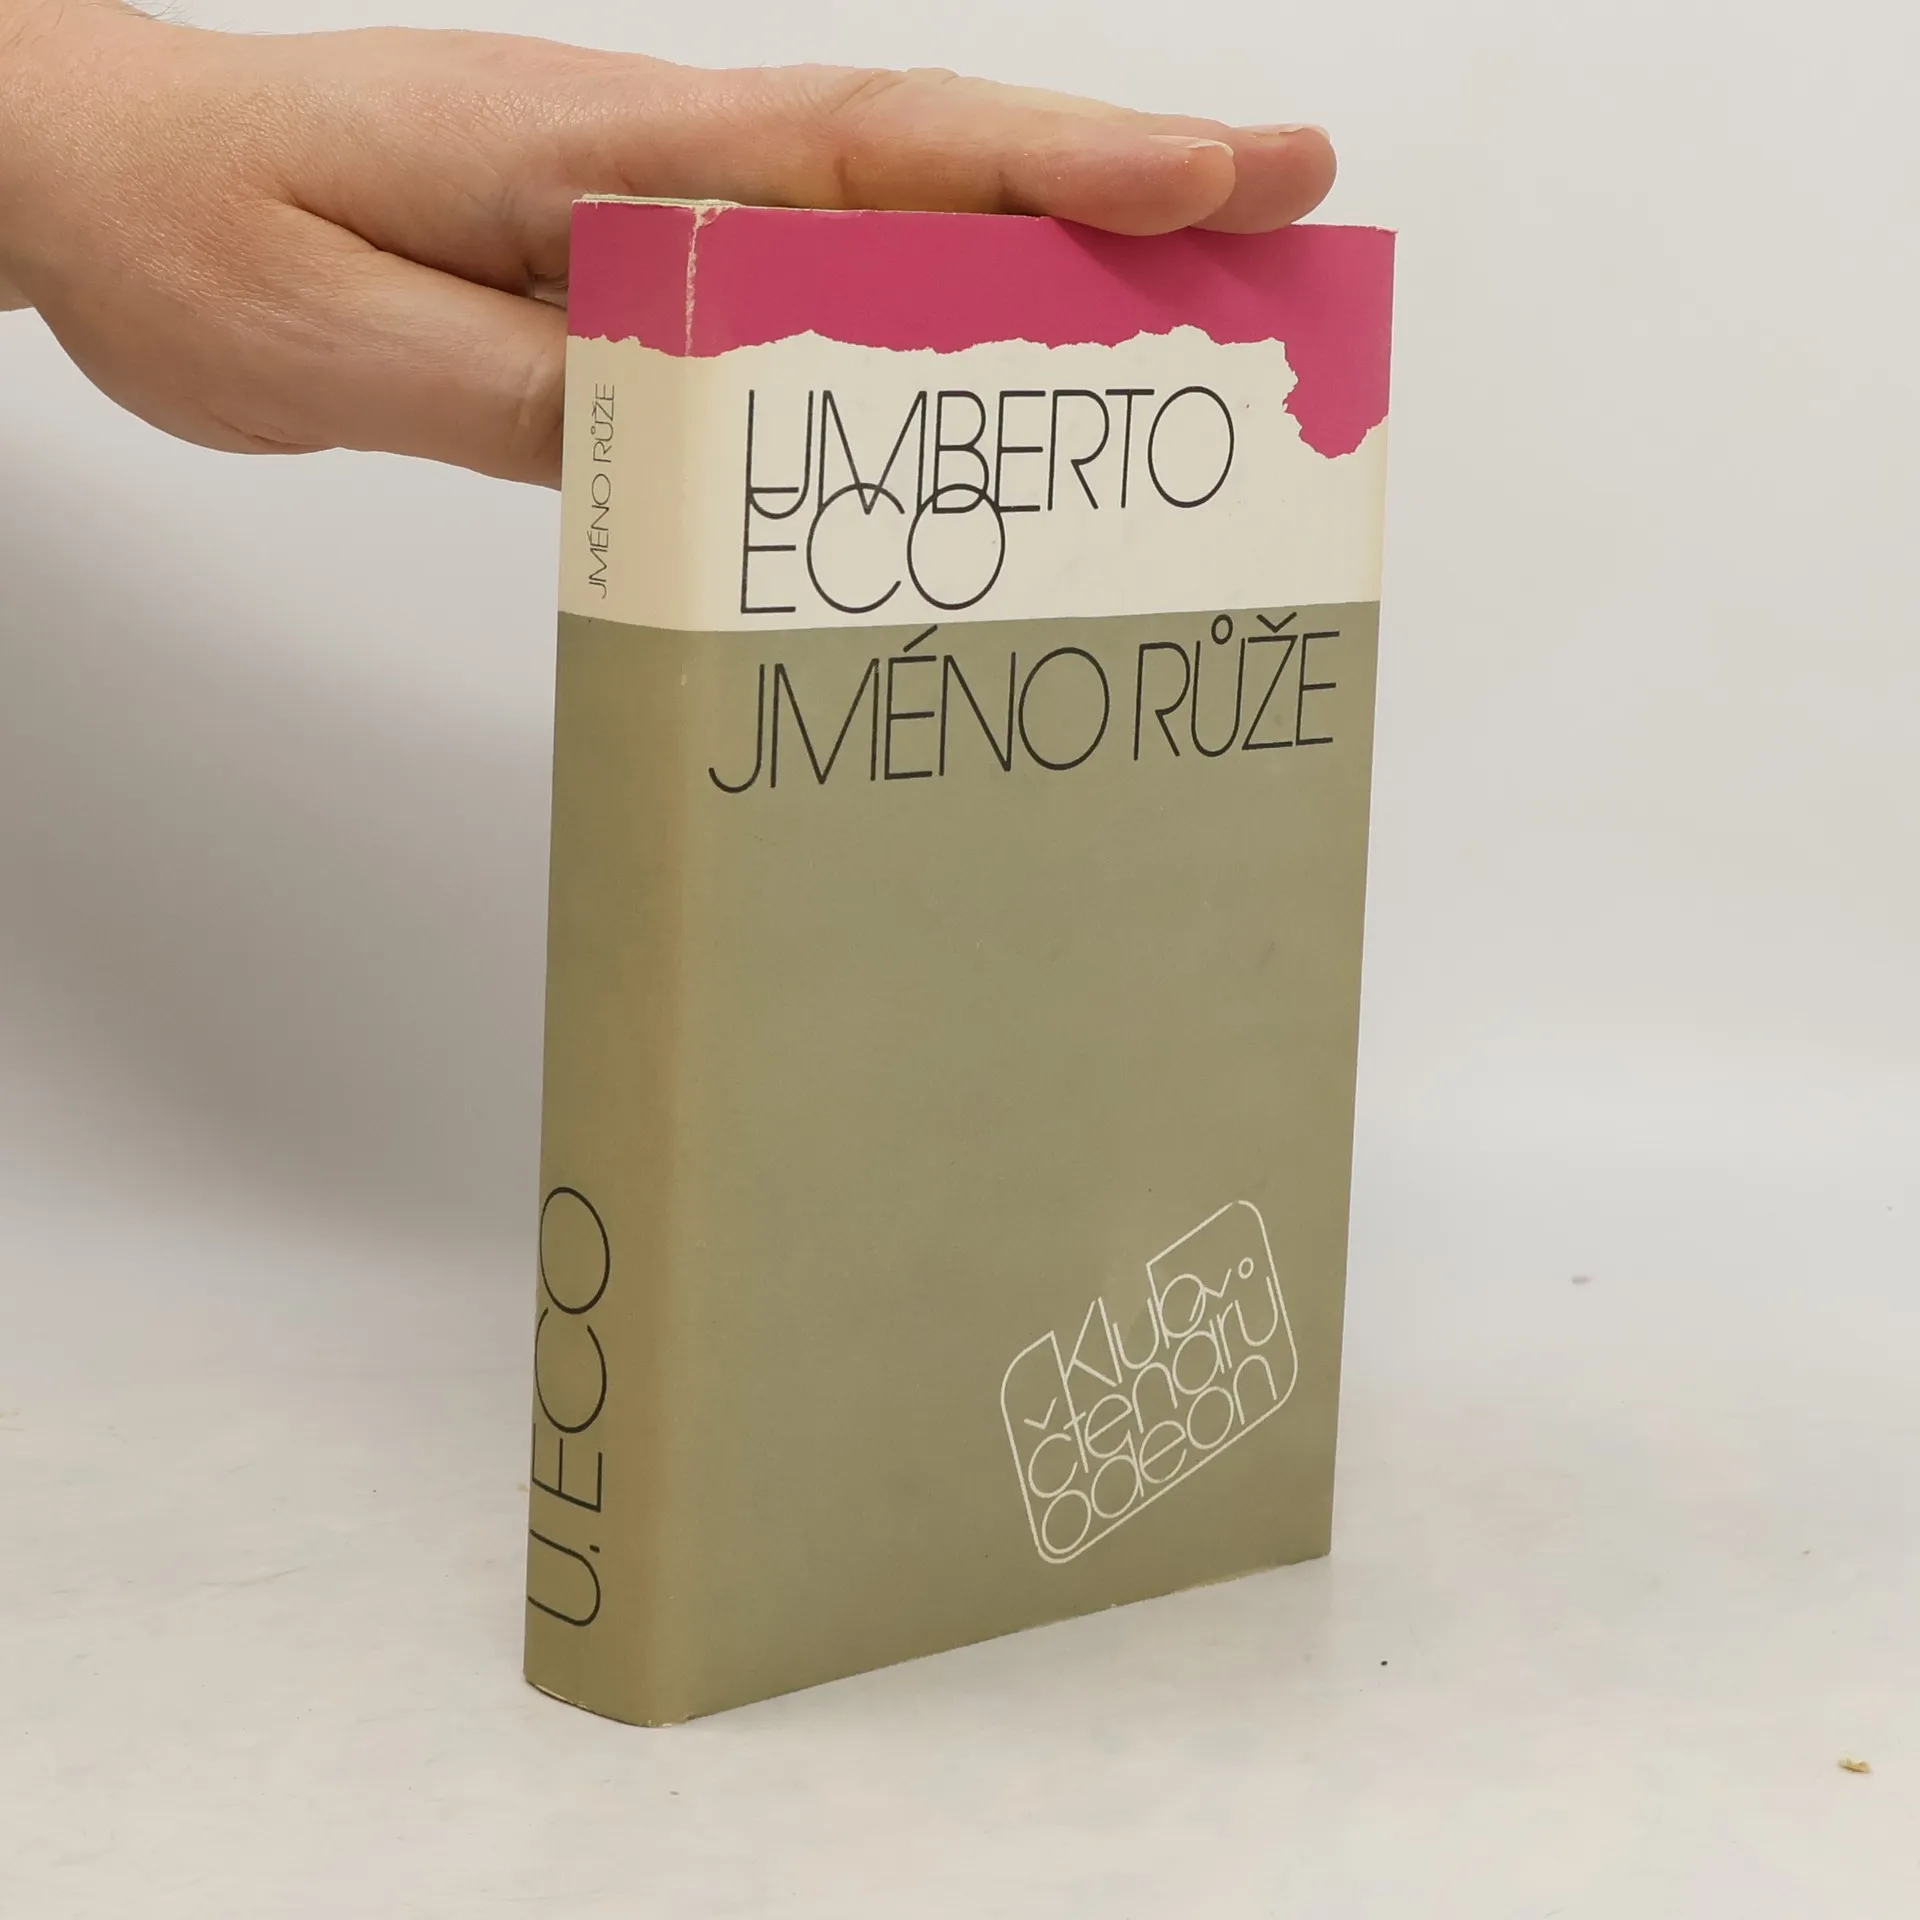 UMBERTO
ECO
JMÉNO RŮŽE
klub
čtenářů
odeon
JMÉNO RŮŽE
U. ECO